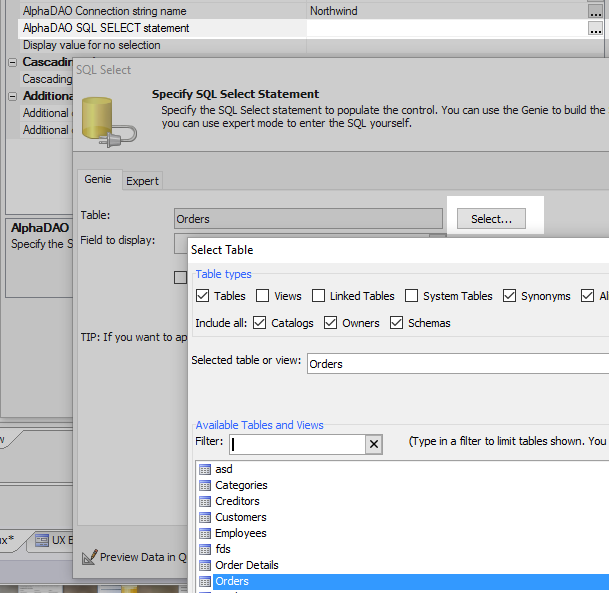 AlphaDAO Connection string name Northwind ...
AlphaDAO SQL SELECT statement ...
Display value for no selection
Cascading
Cascading
Additiona
Additional
Additional
SQL Select
Specify SQL Select Statement
Specify the SQL Select statement to populate the control. You can use the Genie to build the
you can use expert mode to enter the SQL yourself.
Genie Expert
Table: Orders Select...
Field to display:
AlphaDAO
Specify the S
TIP: If you want to ap
Select Table
Table types
Tables Views Linked Tables System Tables Synonyms Al
Include all: Catalogs Owners Schemas
Selected table or view: Orders
Available Tables and Views
Filter: (Type in a filter to limit tables shown. You
asd
Categories
Creditors
Customers
Employees
fds
Order Details
Orders
w
ux* UX B
Preview Data in Q